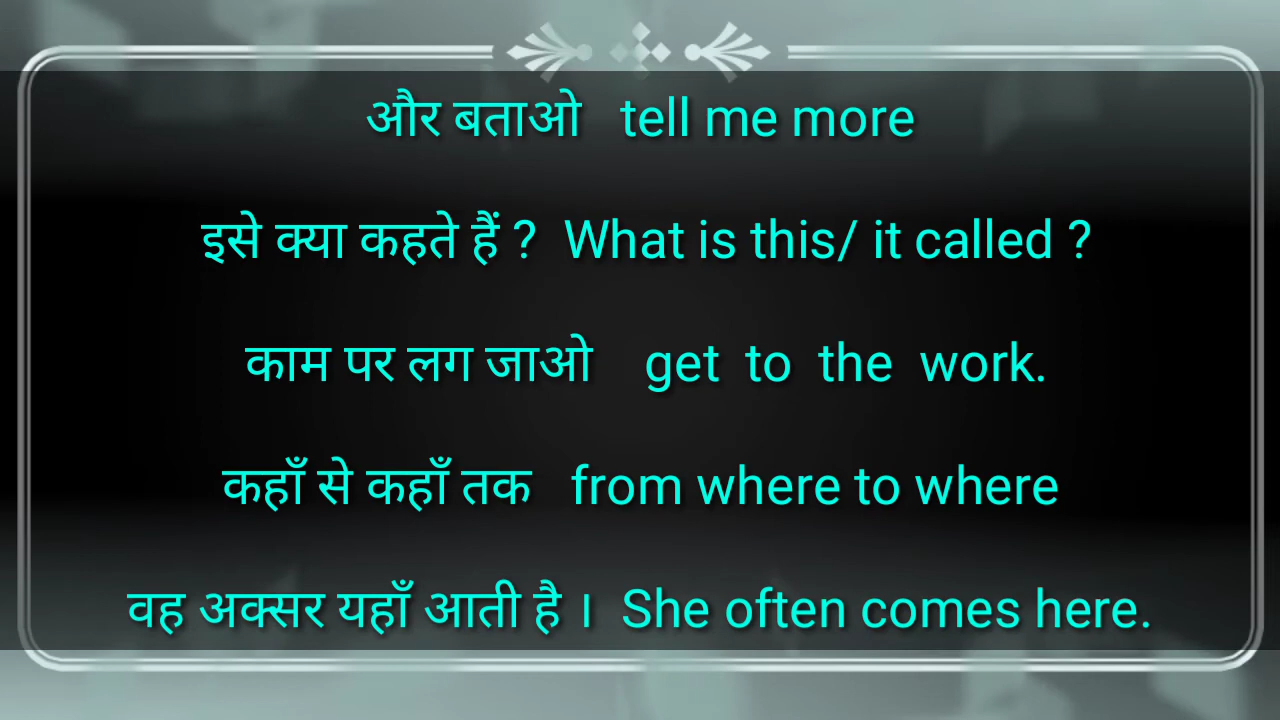 और बताओ tell me more
इसे क्या कहते हैं ? What is this/ it called ?
काम पर लग जाओ get to the work.
कहाँ से कहाँ तक from where to where
वह अक्सर यहाँ आती है । She often comes here.